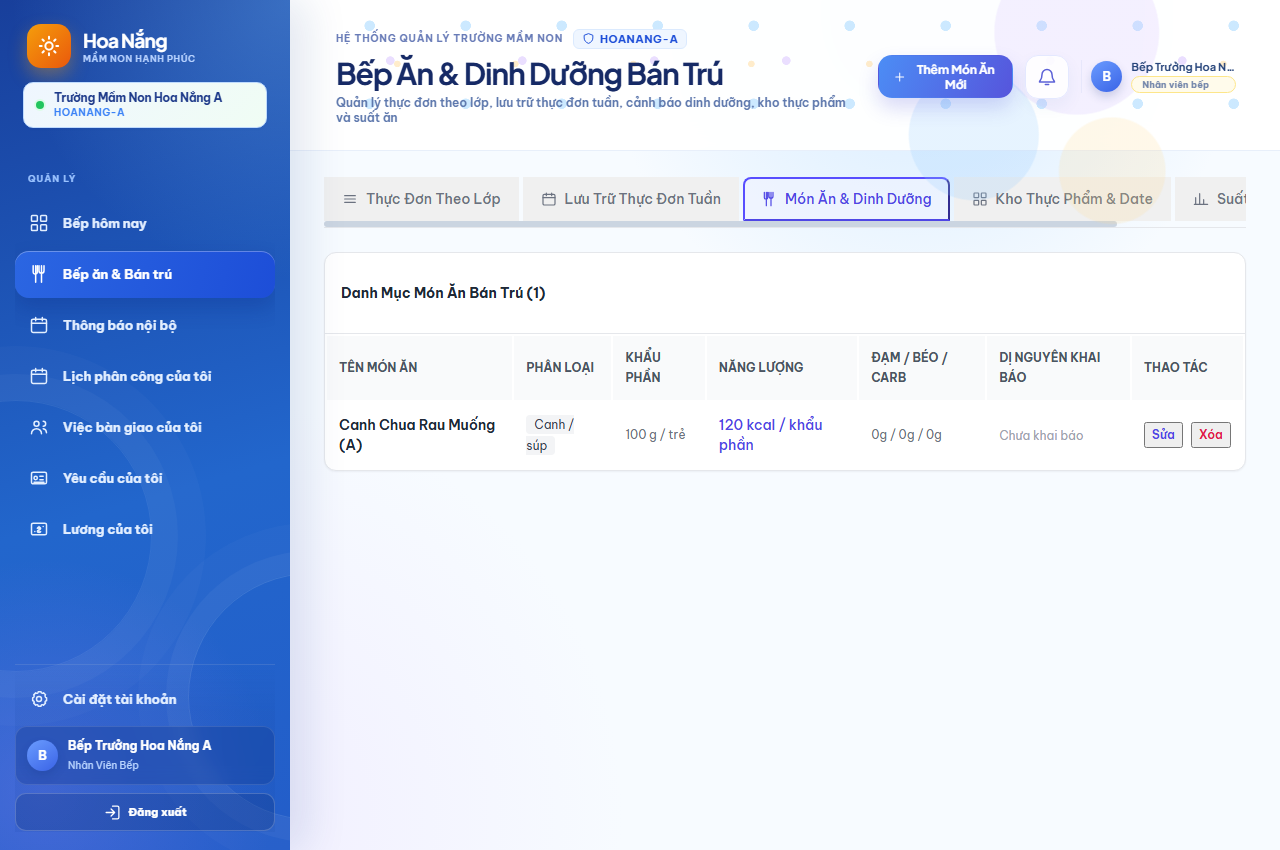 Hoa Nắng
MẦM NON HẠNH PHÚC
Trường Mầm Non Hoa Nắng A
HOANANG-A
QUẢN LÝ
Bếp hôm nay
Bếp ăn & Bán trú
Thông báo nội bộ
Lịch phân công của tôi
Việc bàn giao của tôi
Yêu cầu của tôi
Lương của tôi
Cài đặt tài khoản
B
Bếp Trưởng Hoa Nắng A
Nhân Viên Bếp
Đăng xuất
HỆ THỐNG QUẢN LÝ TRƯỜNG MẦM NON
HOANANG-A
Bếp Ăn & Dinh Dưỡng Bán Trú
Quản lý thực đơn theo lớp, lưu trữ thực đơn tuần, cảnh báo dinh dưỡng, kho thực phẩm
và suất ăn
Thêm Món Ăn
Mới
B
Bếp Trưởng Hoa N...
Nhân viên bếp
Thực Đơn Theo Lớp
Lưu Trữ Thực Đơn Tuần
Món Ăn & Dinh Dưỡng
Kho Thực Phẩm & Date
Suất
Danh Mục Món Ăn Bán Trú (1)
TÊN MÓN ĂN
PHÂN LOẠI
KHẨU
PHẦN
NĂNG LƯỢNG
ĐẠM / BÉO /
CARB
DỊ NGUYÊN KHAI
BÁO
THAO TÁC
Canh Chua Rau Muống
(A)
Canh /
súp
100 g / trẻ
120 kcal / khẩu
phần
0g / 0g / 0g
Chưa khai báo
Sửa
Xóa